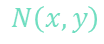 N(x, y)